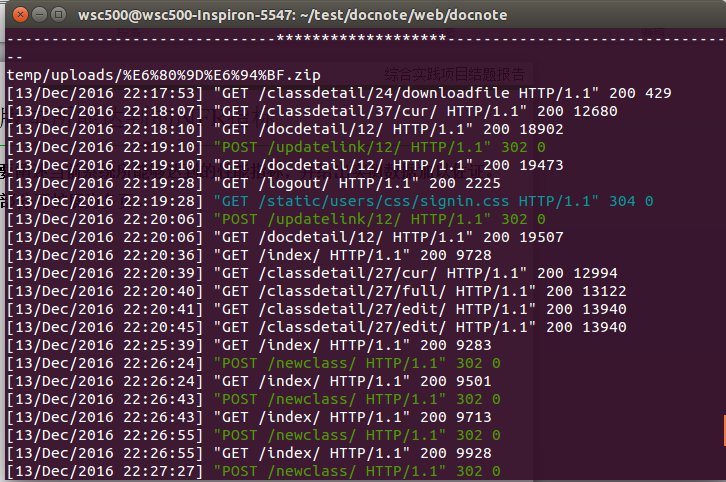 wsc500@wsc500-Inspiron-5547: ~/test/docnote/web/docnote
------------------------------********************------------------------------
--
temp/uploads/%E6%80%9D%E6%94%BF.zip
综合实践项目结题报告
[13/Dec/2016 22:17:53] "GET /classdetail/24/downloadfile HTTP/1.1" 200 429
[13/Dec/2016 22:18:07] "GET /classdetail/37/cur/ HTTP/1.1" 200 12680
[13/Dec/2016 22:18:10] "GET /docdetail/12/ HTTP/1.1" 200 18902
[13/Dec/2016 22:19:10] "POST /updatelink/12/ HTTP/1.1" 302 0
[13/Dec/2016 22:19:10] "GET /docdetail/12/ HTTP/1.1" 200 19473
[13/Dec/2016 22:19:28] "GET /logout/ HTTP/1.1" 200 2225
[13/Dec/2016 22:19:28] "GET /static/users/css/signin.css HTTP/1.1" 304 0
[13/Dec/2016 22:20:06] "POST /updatelink/12/ HTTP/1.1" 302 0
[13/Dec/2016 22:20:06] "GET /docdetail/12/ HTTP/1.1" 200 19507
[13/Dec/2016 22:20:36] "GET /index/ HTTP/1.1" 200 9728
[13/Dec/2016 22:20:39] "GET /classdetail/27/cur/ HTTP/1.1" 200 12994
[13/Dec/2016 22:20:40] "GET /classdetail/27/full/ HTTP/1.1" 200 13122
[13/Dec/2016 22:20:41] "GET /classdetail/27/edit/ HTTP/1.1" 200 13940
[13/Dec/2016 22:20:45] "GET /classdetail/27/edit/ HTTP/1.1" 200 13940
[13/Dec/2016 22:25:39] "GET /index/ HTTP/1.1" 200 9283
[13/Dec/2016 22:26:24] "POST /newclass/ HTTP/1.1" 302 0
[13/Dec/2016 22:26:24] "GET /index/ HTTP/1.1" 200 9501
[13/Dec/2016 22:26:43] "POST /newclass/ HTTP/1.1" 302 0
[13/Dec/2016 22:26:43] "GET /index/ HTTP/1.1" 200 9713
[13/Dec/2016 22:26:55] "POST /newclass/ HTTP/1.1" 302 0
[13/Dec/2016 22:26:55] "GET /index/ HTTP/1.1" 200 9928
[13/Dec/2016 22:27:27] "POST /newclass/ HTTP/1.1" 302 0